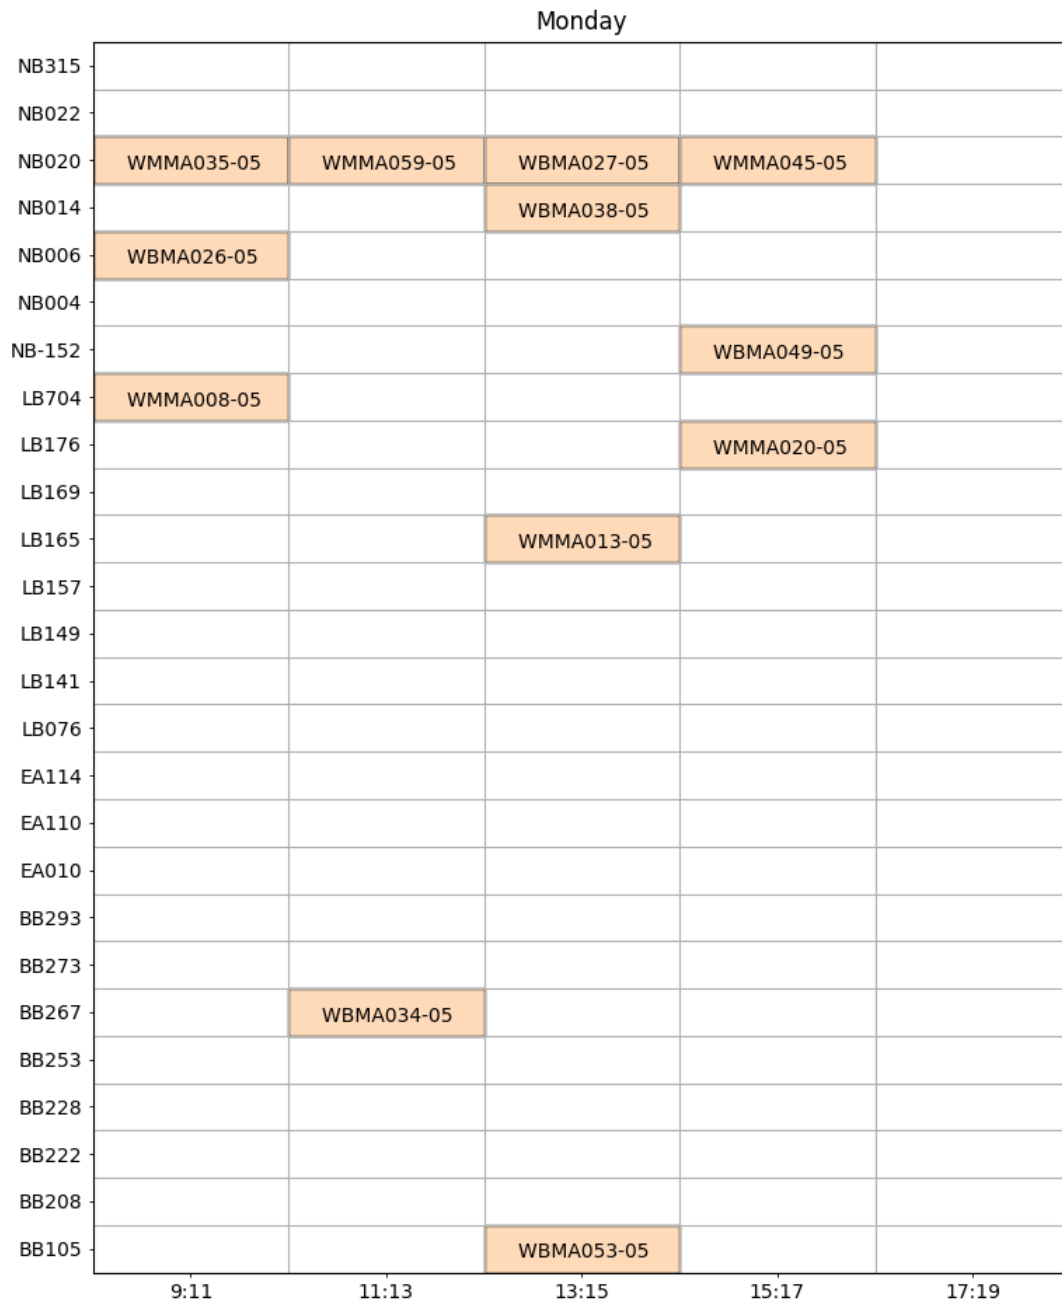 Monday
NB315
NB022
NB020 WMMA035-05 WMMA059-05 WBMA027-05 WMMA045-05
NB014 WBMA038-05
NB006 WBMA026-05
NB004
NB-152 WBMA049-05
LB704 WMMA008-05
LB176 WMMA020-05
LB169
LB165 WMMA013-05
LB157
LB149
LB141
LB076
EA114
EA110
EA010
BB293
BB273
BB267 WBMA034-05
BB253
BB228
BB222
BB208
BB105 WBMA053-05
9:11 11:13 13:15 15:17 17:19